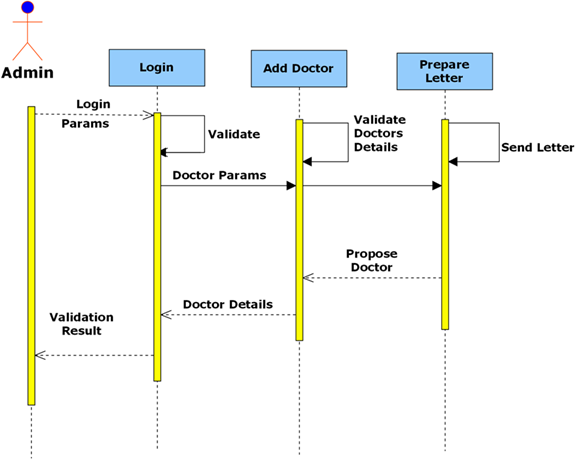 Admin
Login
Add Doctor
Prepare
Letter
Login
Params
Validate
Validate
Doctors
Details
Send Letter
Doctor Params
Propose
Doctor
Doctor Details
Validation
Result